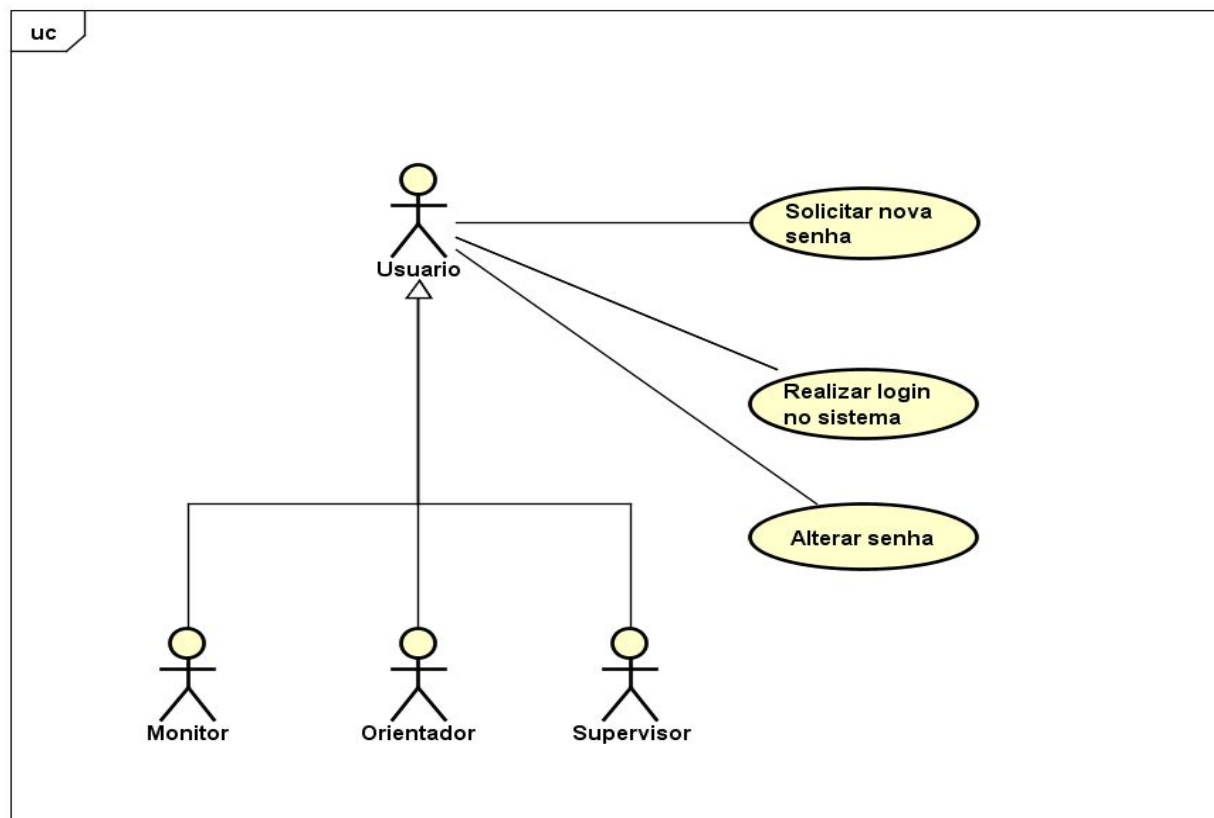 uc
Usuario
Solicitar nova
senha
Realizar login
no sistema
Alterar senha
Monitor
Orientador
Supervisor